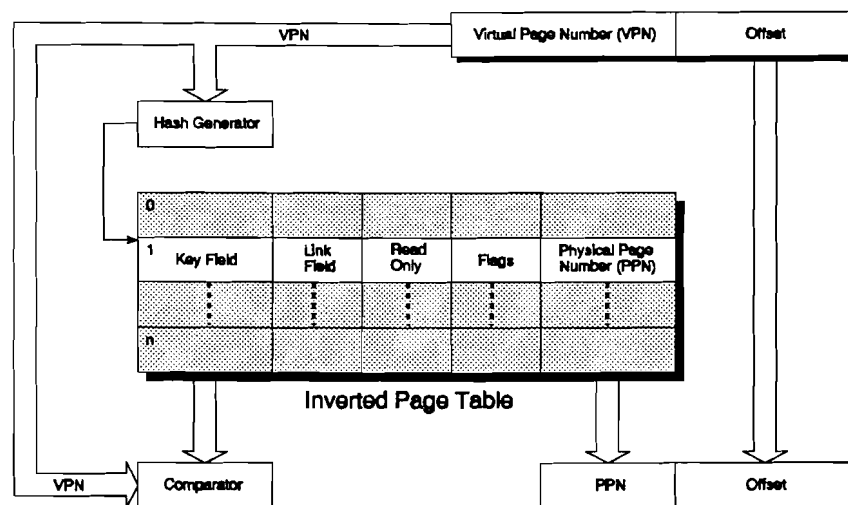 VPN
Virtual Page Number (VPN)
Offset
Hash Generator
0
1
Key Field
Link
Field
Read
Only
Flags
Physical Page
Number (PPN)
n
Inverted Page Table
VPN
Comparator
PPN
Offset